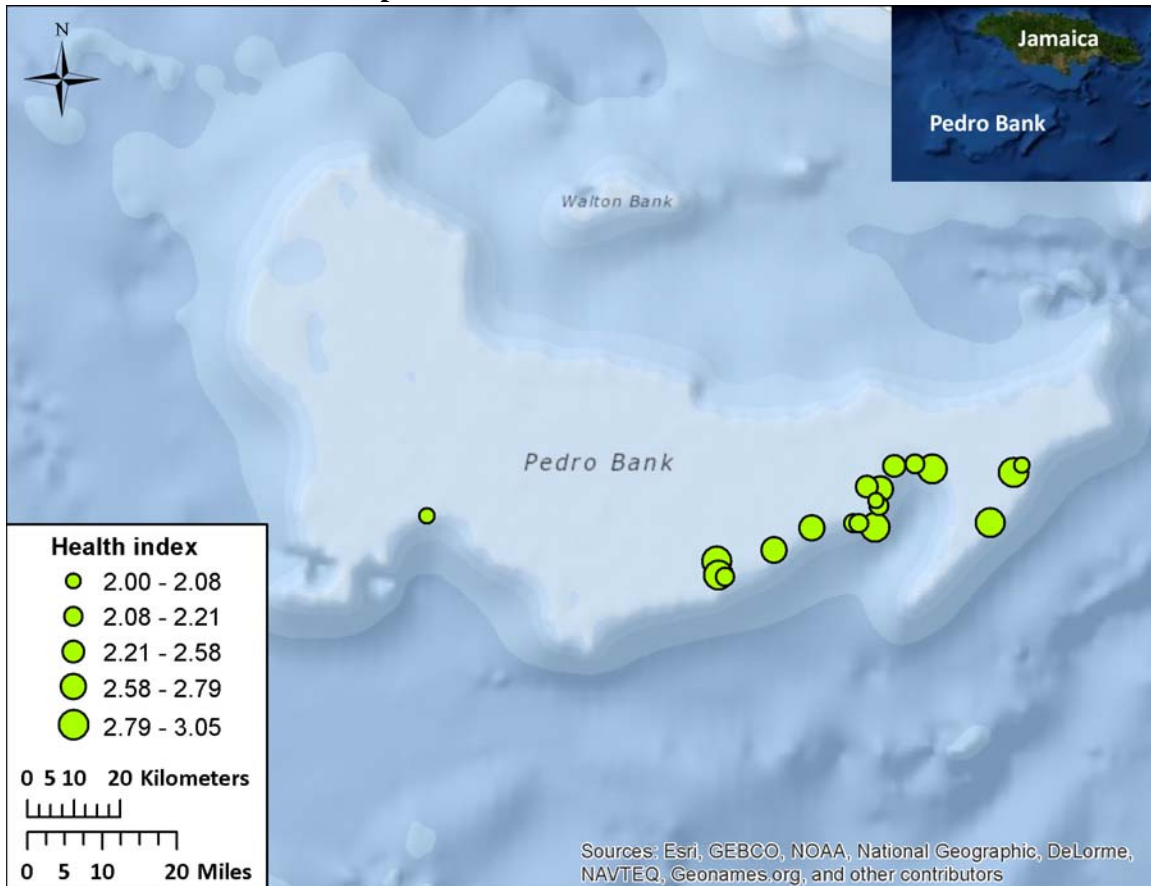 N
Jamaica
Pedro Bank
Walton Bank
Pedro Bank
Health index
2.00 - 2.08
2.08 - 2.21
2.21 - 2.58
2.58 - 2.79
2.79 - 3.05
0 5 10 20 Kilometers
0 5 10 20 Miles
Sources: Esri, GEBCO, NOAA, National Geographic, DeLorme,
NAVTEQ, Geonames.org, and other contributors